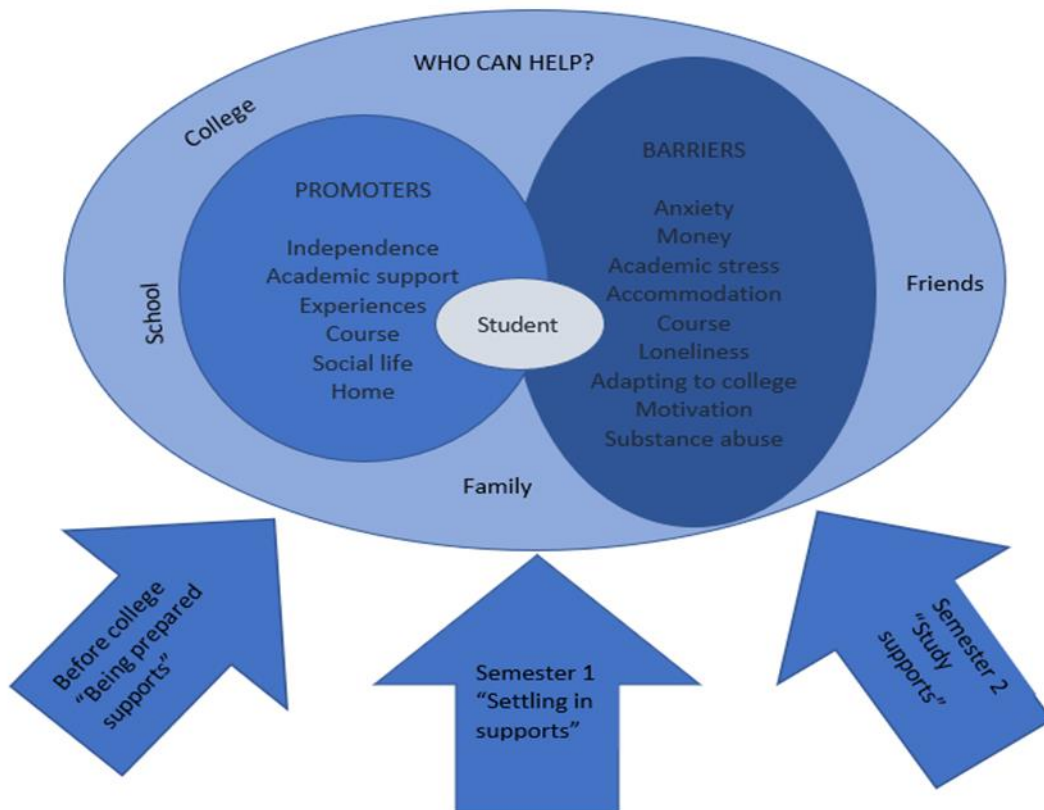 WHO CAN HELP?
College
School
PROMOTERS
Independence
Academic support
Experiences
Course
Social life
Home
Student
BARRIERS
Anxiety
Money
Academic stress
Accommodation
Course
Loneliness
Adapting to college
Motivation
Substance abuse
Friends
Family
Before college
“Being prepared
supports”
Semester 1
“Settling in
supports”
Semester 2
“Study
supports”